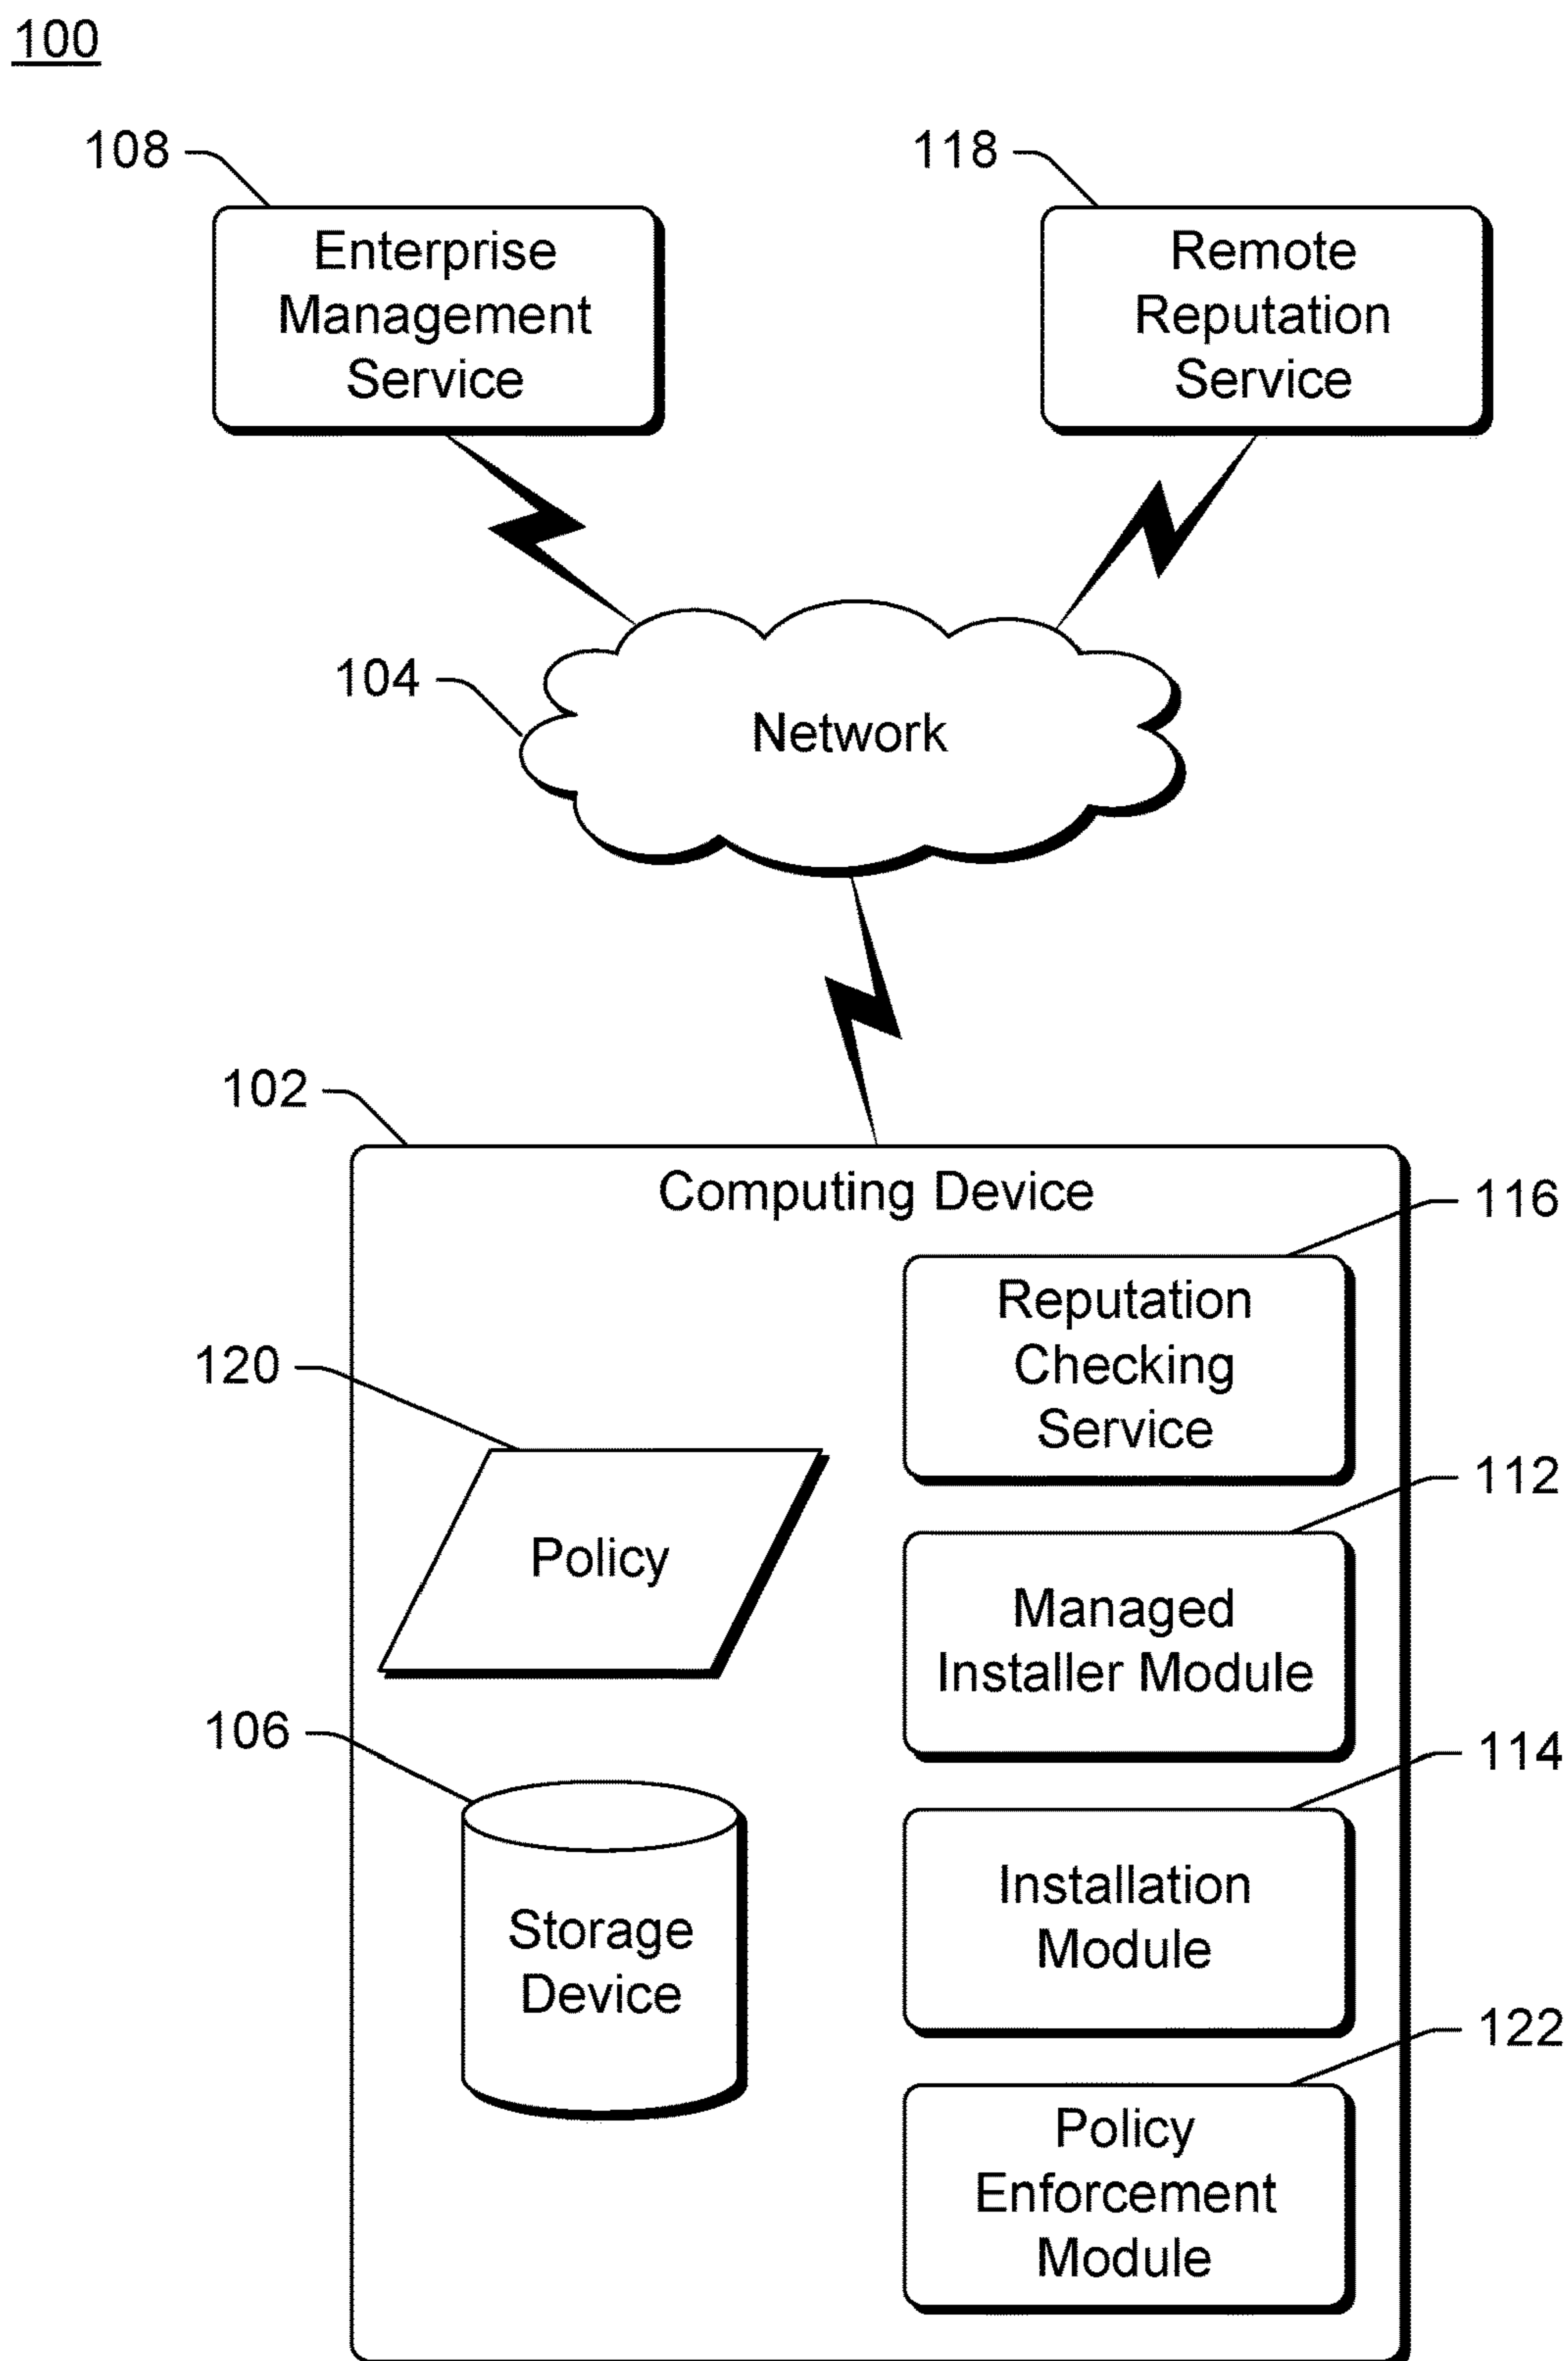 100
108
118
Enterprise
Management
Service
Remote
Reputation
Service
104
Network
102
Computing Device
116
Reputation
Checking
Service
120
Policy
112
Managed
Installer Module
106
Storage
Device
114
Installation
Module
122
Policy
Enforcement
Module